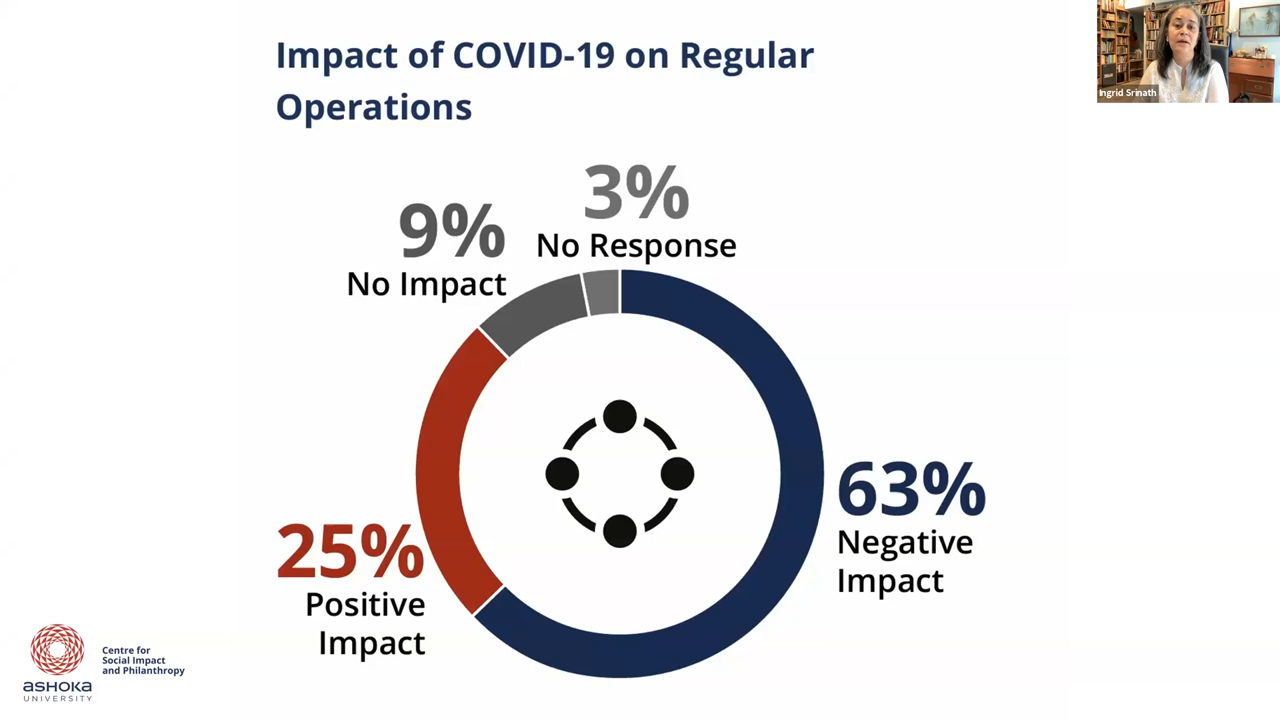 Impact of COVID-19 on Regular
Operations
3%
No Response
9%
No Impact
63%
Negative
Impact
25%
Positive
Impact
Ingrid Srinath
Centre for
Social Impact
and Philanthropy
ASHOKA
UNIVERSITY